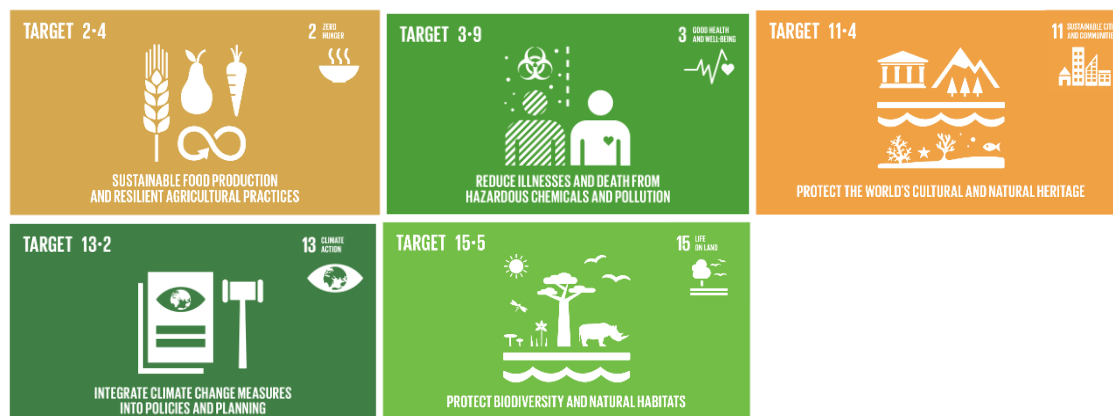 TARGET 2·4
2 ZERO
HUNGER
SUSTAINABLE FOOD PRODUCTION
AND RESILIENT AGRICULTURAL PRACTICES
TARGET 3·9
3 GOOD HEALTH
AND WELL-BEING
REDUCE ILLNESSES AND DEATH FROM
HAZARDOUS CHEMICALS AND POLLUTION
TARGET 11·4
11 SUSTAINABLE CITIE
AND COMMUNITIES
PROTECT THE WORLD'S CULTURAL AND NATURAL HERITAGE
TARGET 13·2
13 CLIMATE
ACTION
INTEGRATE CLIMATE CHANGE MEASURES
INTO POLICIES AND PLANNING
TARGET 15·5
15 LIFE
ON LAND
PROTECT BIODIVERSITY AND NATURAL HABITATS